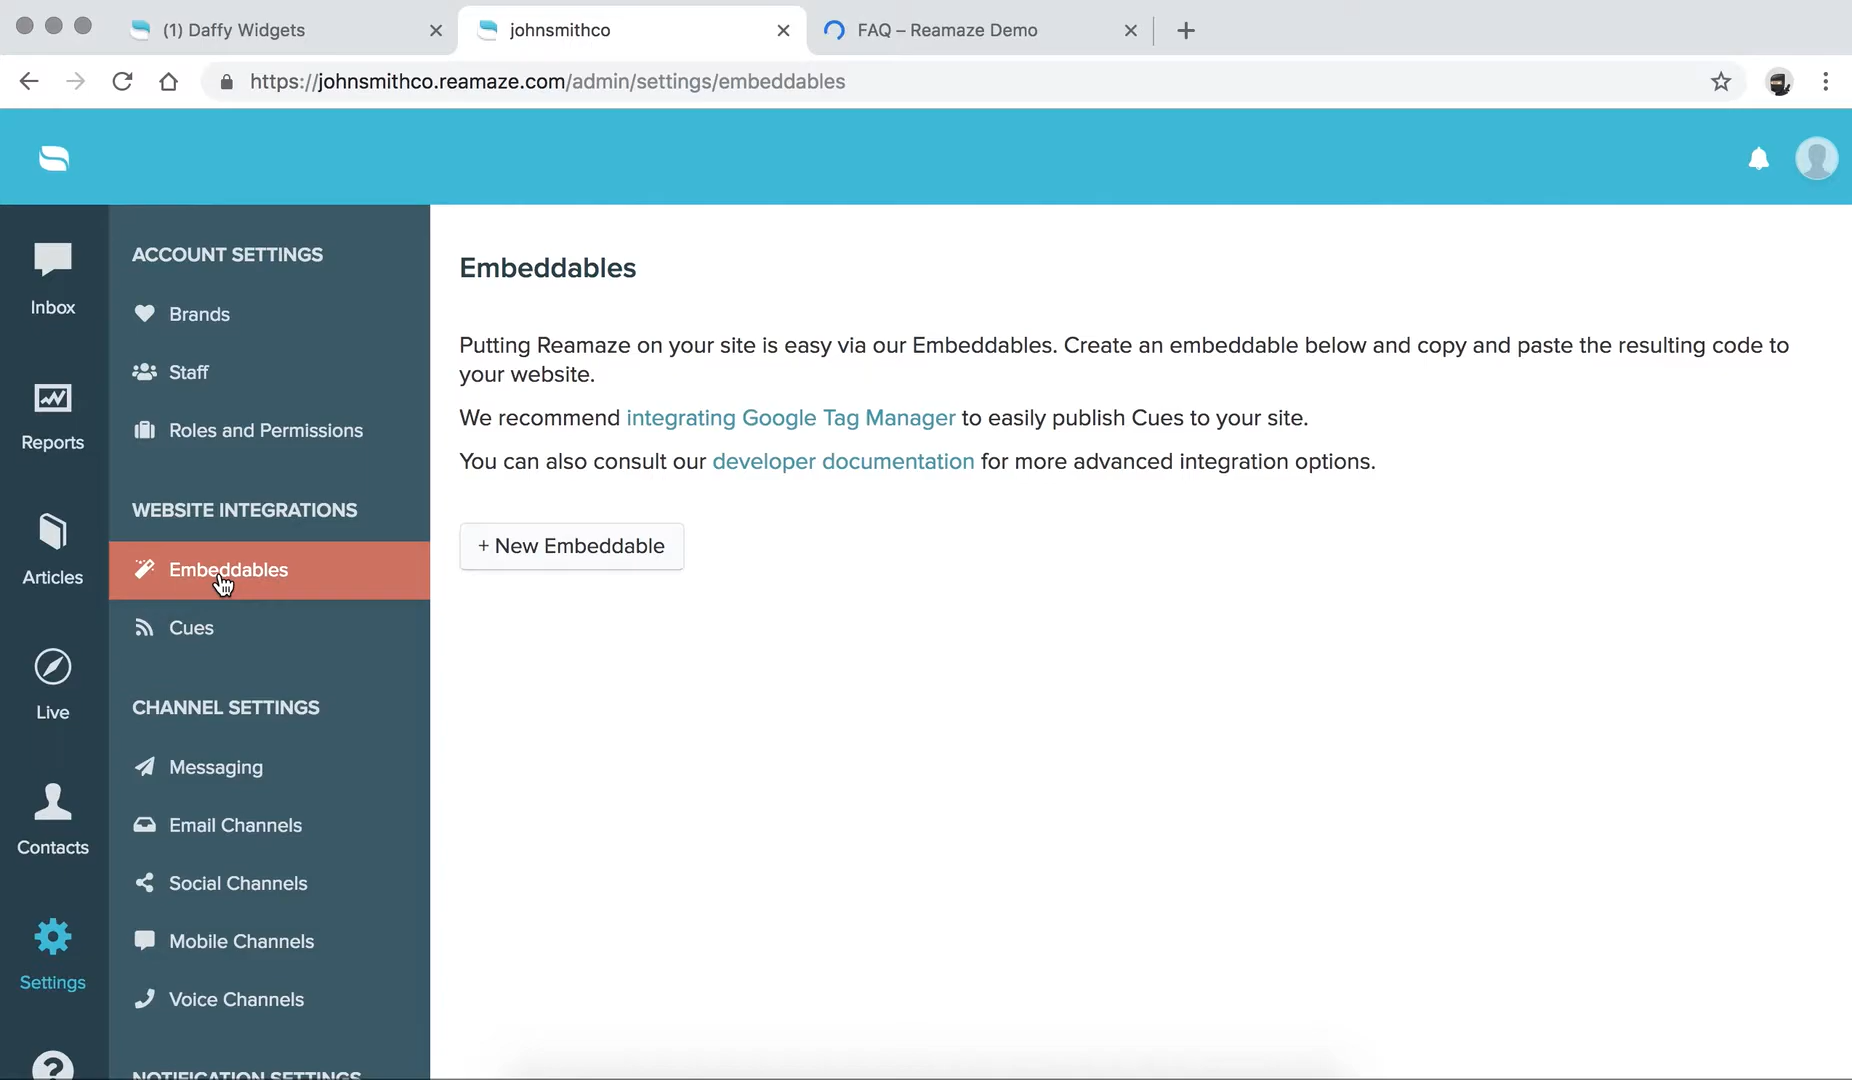 (1) Daffy Widgets
johnsmithco
FAQ – Reamaze Demo
https://johnsmithco.reamaze.com/admin/settings/embeddables
Inbox
Reports
Articles
Live
Contacts
Settings
ACCOUNT SETTINGS
Brands
Staff
Roles and Permissions
WEBSITE INTEGRATIONS
Embeddables
Cues
CHANNEL SETTINGS
Messaging
Email Channels
Social Channels
Mobile Channels
Voice Channels
NOTIFICATION SETTINGS
Embeddables
Putting Reamaze on your site is easy via our Embeddables. Create an embeddable below and copy and paste the resulting code to
your website.
We recommend integrating Google Tag Manager to easily publish Cues to your site.
You can also consult our developer documentation for more advanced integration options.
+ New Embeddable